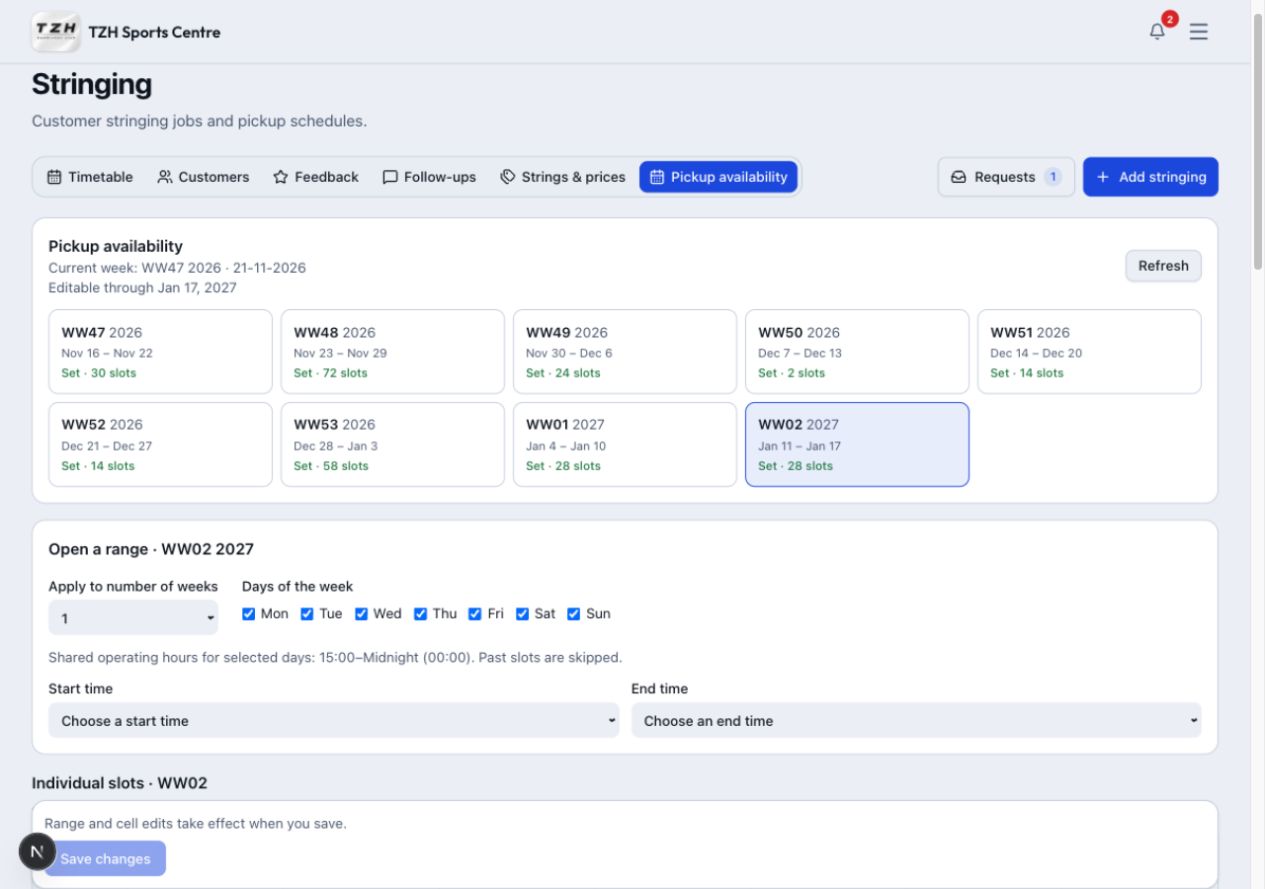 TZH TZH Sports Centre 2
Stringing
Customer stringing jobs and pickup schedules.
Timetable Customers Feedback Follow-ups Strings & prices Pickup availability Requests 1 + Add stringing
Pickup availability
Current week: WW47 2026 · 21-11-2026
Editable through Jan 17, 2027
Refresh
WW47 2026
Nov 16 – Nov 22
Set · 30 slots
WW48 2026
Nov 23 – Nov 29
Set · 72 slots
WW49 2026
Nov 30 – Dec 6
Set · 24 slots
WW50 2026
Dec 7 – Dec 13
Set · 2 slots
WW51 2026
Dec 14 – Dec 20
Set · 14 slots
WW52 2026
Dec 21 – Dec 27
Set · 14 slots
WW53 2026
Dec 28 – Jan 3
Set · 58 slots
WW01 2027
Jan 4 – Jan 10
Set · 28 slots
WW02 2027
Jan 11 – Jan 17
Set · 28 slots
Open a range · WW02 2027
Apply to number of weeks
1
Days of the week
Mon Tue Wed Thu Fri Sat Sun
Shared operating hours for selected days: 15:00–Midnight (00:00). Past slots are skipped.
Start time
Choose a start time
End time
Choose an end time
Individual slots · WW02
Range and cell edits take effect when you save.
N
Save changes